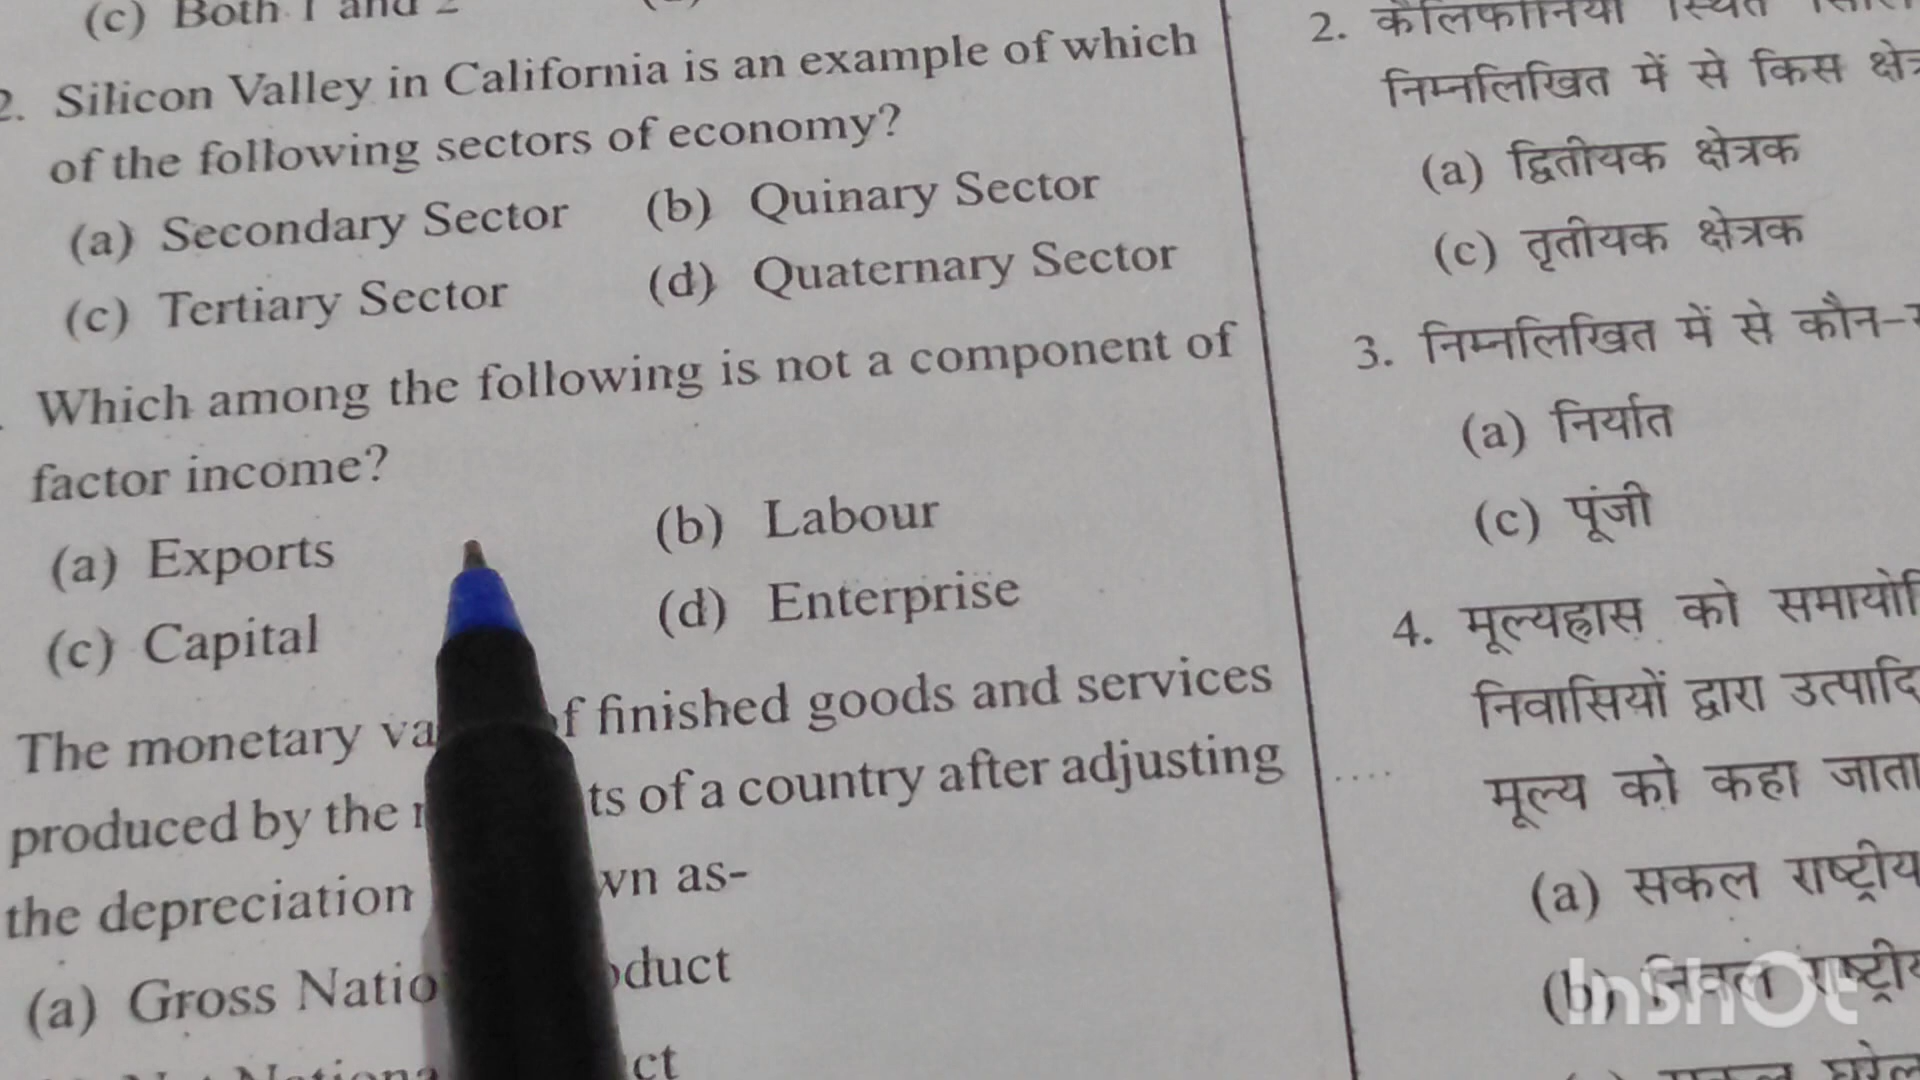 (c) Both 1 and 2
2. Silicon Valley in California is an example of which
of the following sectors of economy?
(a) Secondary Sector (b) Quinary Sector
(c) Tertiary Sector (d) Quaternary Sector
Which among the following is not a component of
factor income?
(a) Exports (b) Labour
(c) Capital (d) Enterprise
The monetary va f finished goods and services
produced by the ts of a country after adjusting
the depreciation wn as-
(a) Gross Natio duct
ct
2. कैलिफोर्निया स्थित
निम्नलिखित में से किस क्षे
(a) द्वितीयक क्षेत्रक
(c) तृतीयक क्षेत्रक
3. निम्नलिखित में से कौन-
(a) निर्यात
(c) पूंजी
4. मूल्यह्रास को समायो
निवासियों द्वारा उत्पादि
मूल्य को कहा जाता
(a) सकल राष्ट्रीय
(b) निवल राष्ट्रीय
InShOt